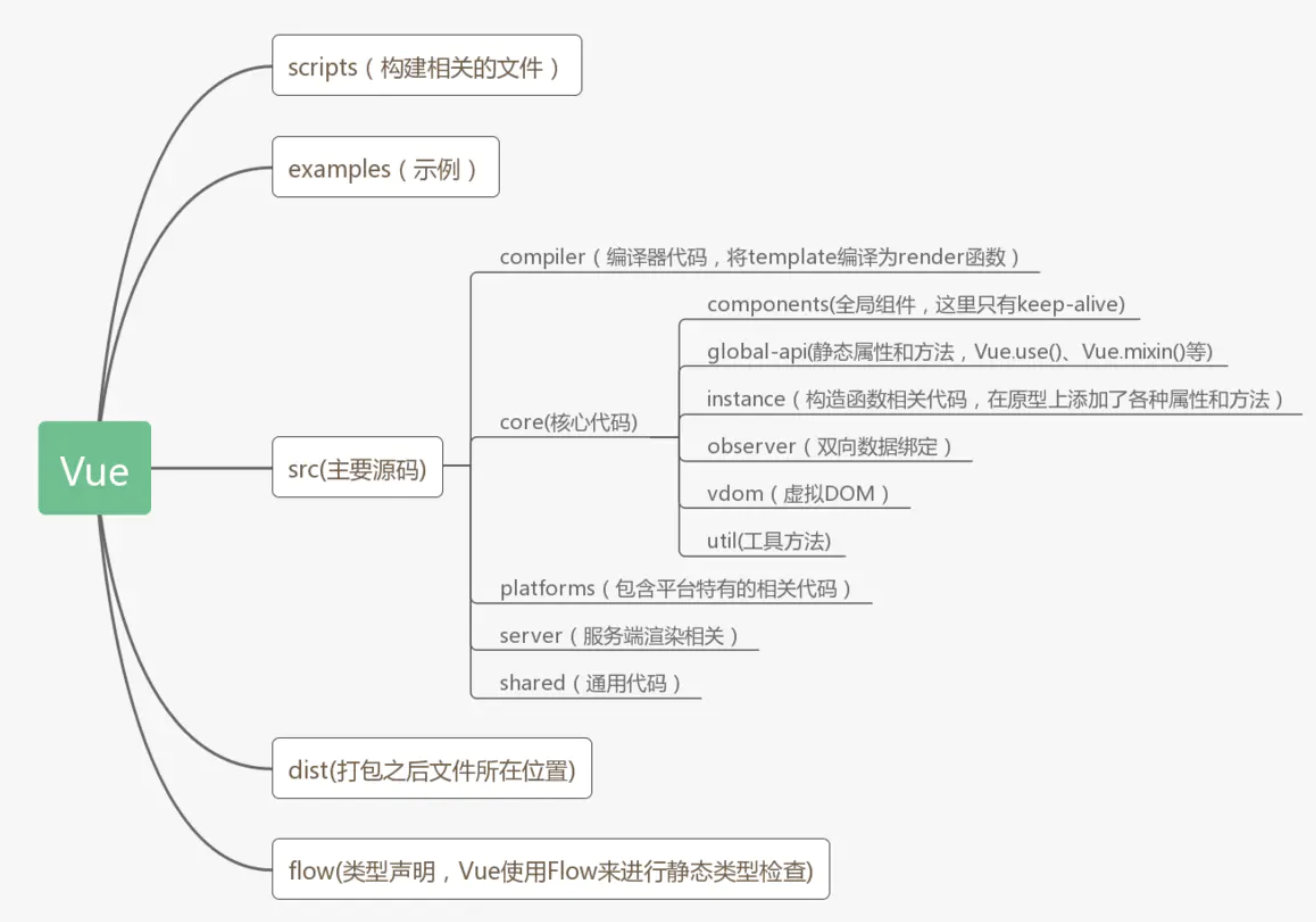 scripts（构建相关的文件）
examples（示例）
compiler（编译器代码，将template编译为render函数）
components(全局组件，这里只有keep-alive)
global-api(静态属性和方法，Vue.use()、Vue.mixin()等)
instance（构造函数相关代码，在原型上添加了各种属性和方法）
core(核心代码)
observer（双向数据绑定）
Vue
src(主要源码)
vdom（虚拟DOM）
util(工具方法)
platforms（包含平台特有的相关代码）
server（服务端渲染相关）
shared（通用代码）
dist(打包之后文件所在位置)
flow(类型声明，Vue使用Flow来进行静态类型检查)